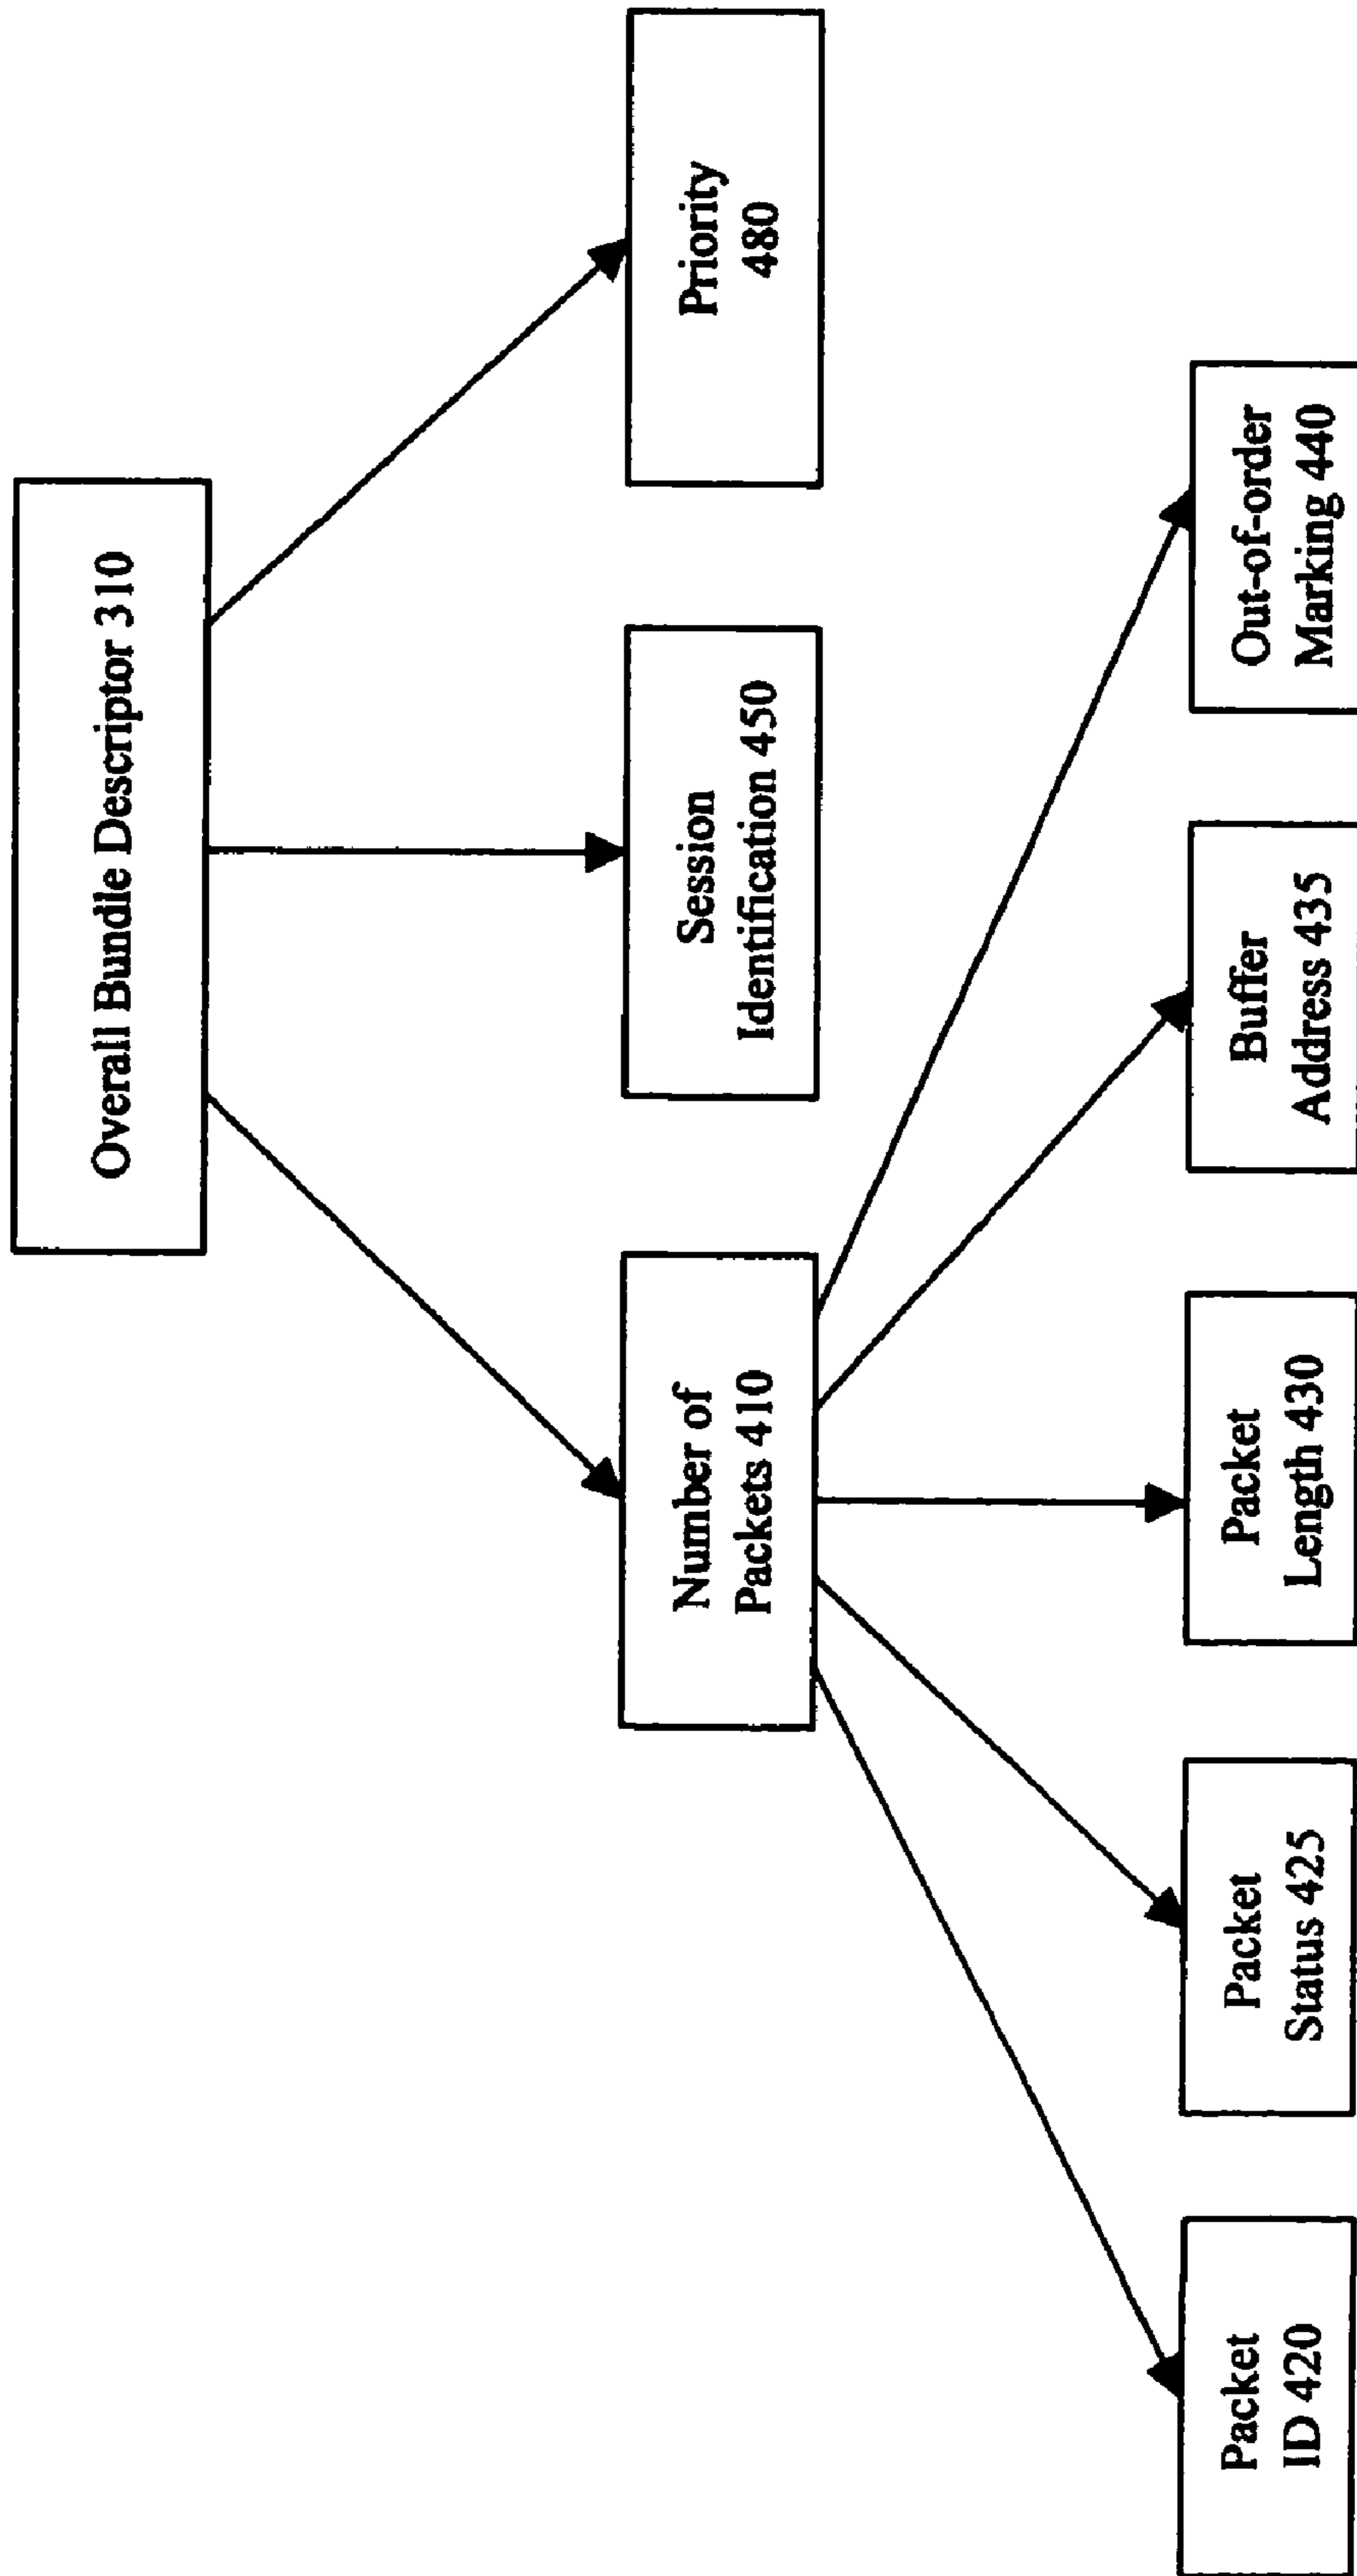 Overall Bundle Descriptor 310
Number of
Packets 410
Session
Identification 450
Priority
480
Packet
ID 420
Packet
Status 425
Packet
Length 430
Buffer
Address 435
Out-of-order
Marking 440